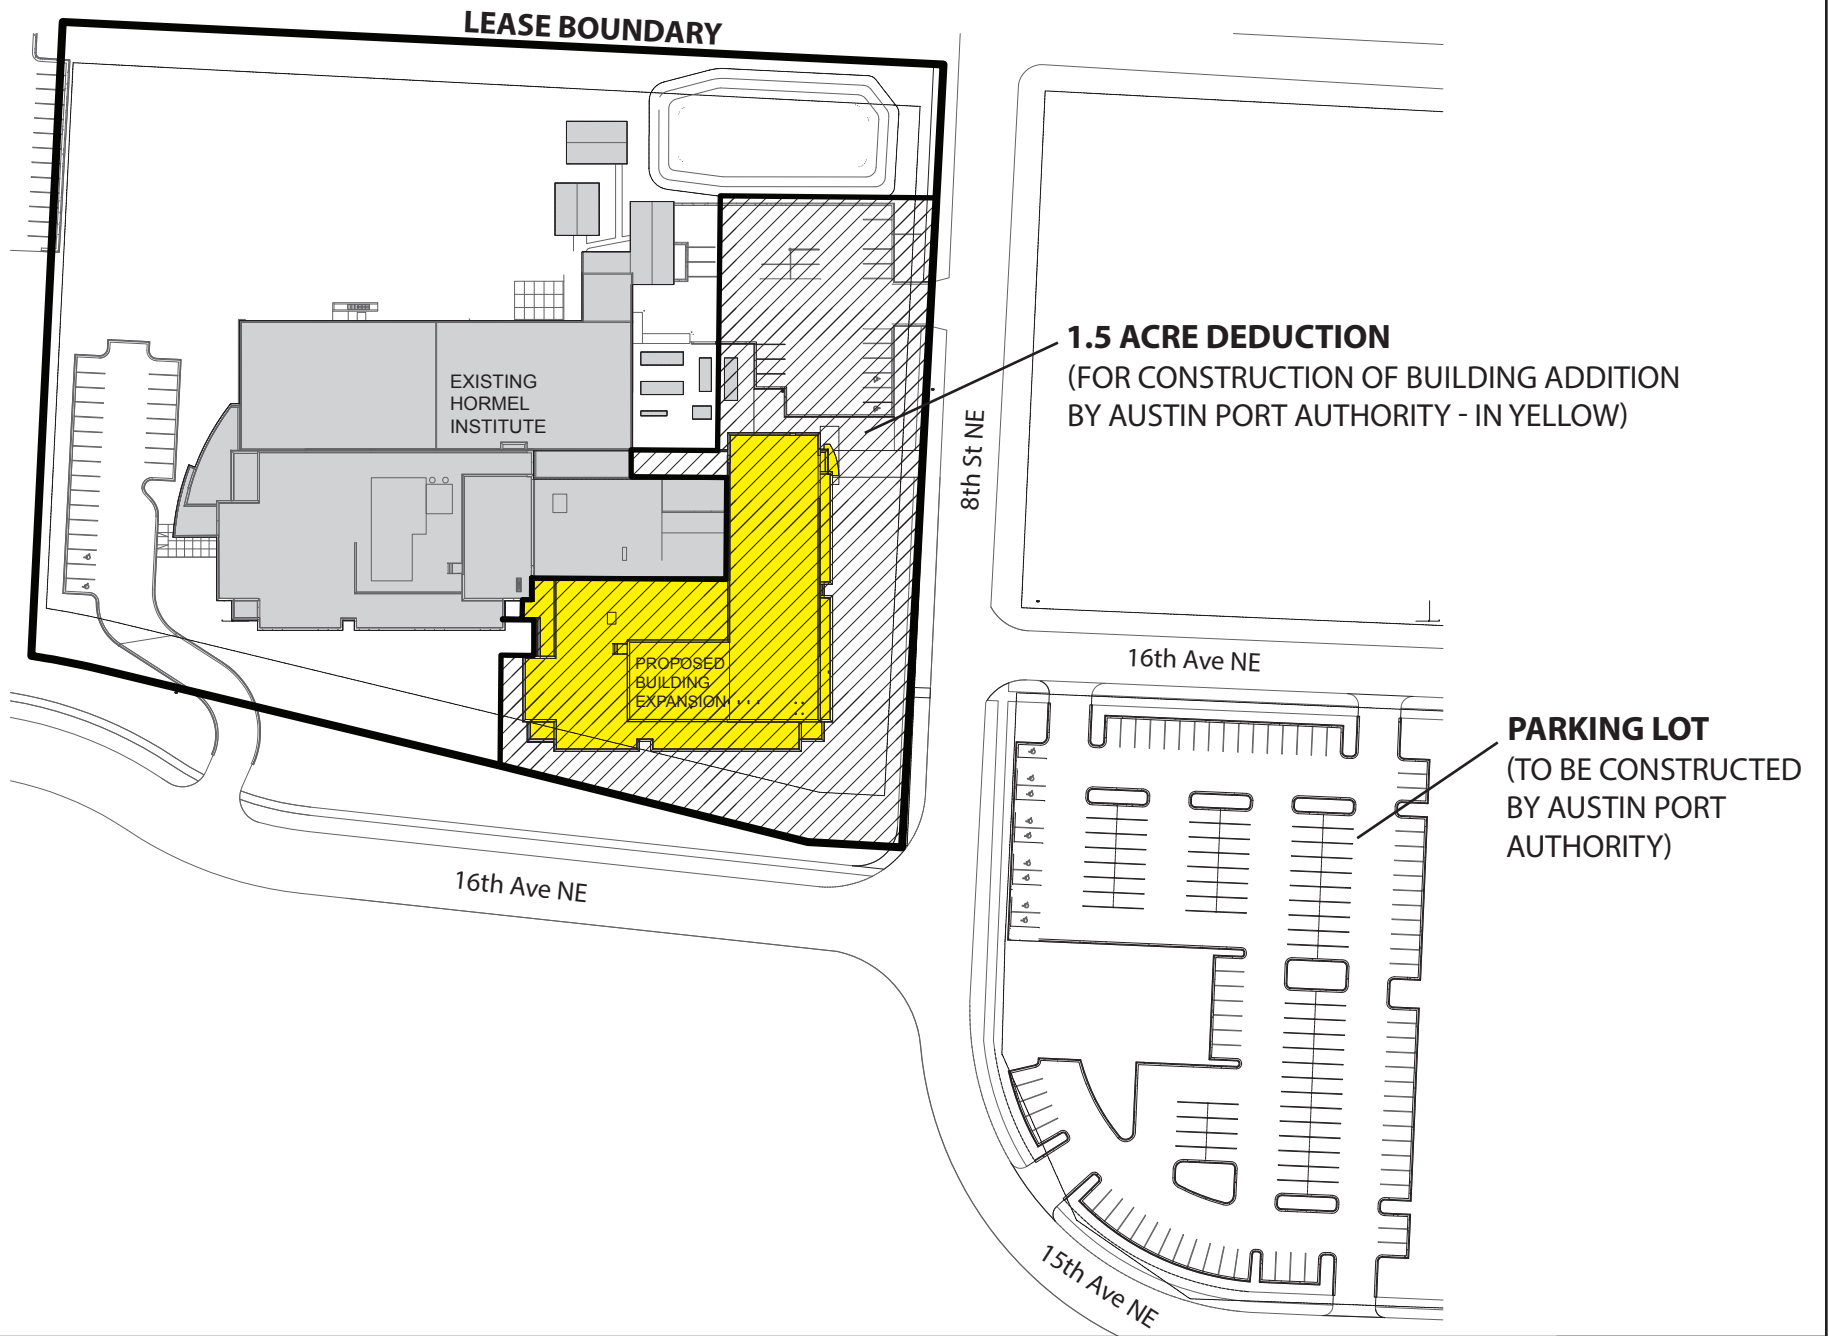 LEASE BOUNDARY
1.5 ACRE DEDUCTION
(FOR CONSTRUCTION OF BUILDING ADDITION
BY AUSTIN PORT AUTHORITY - IN YELLOW)
EXISTING
HORMEL
INSTITUTE
8th St NE
16th Ave NE
PROPOSED
BUILDING
EXPANSION
PARKING LOT
(TO BE CONSTRUCTED
BY AUSTIN PORT
AUTHORITY)
16th Ave NE
15th Ave NE